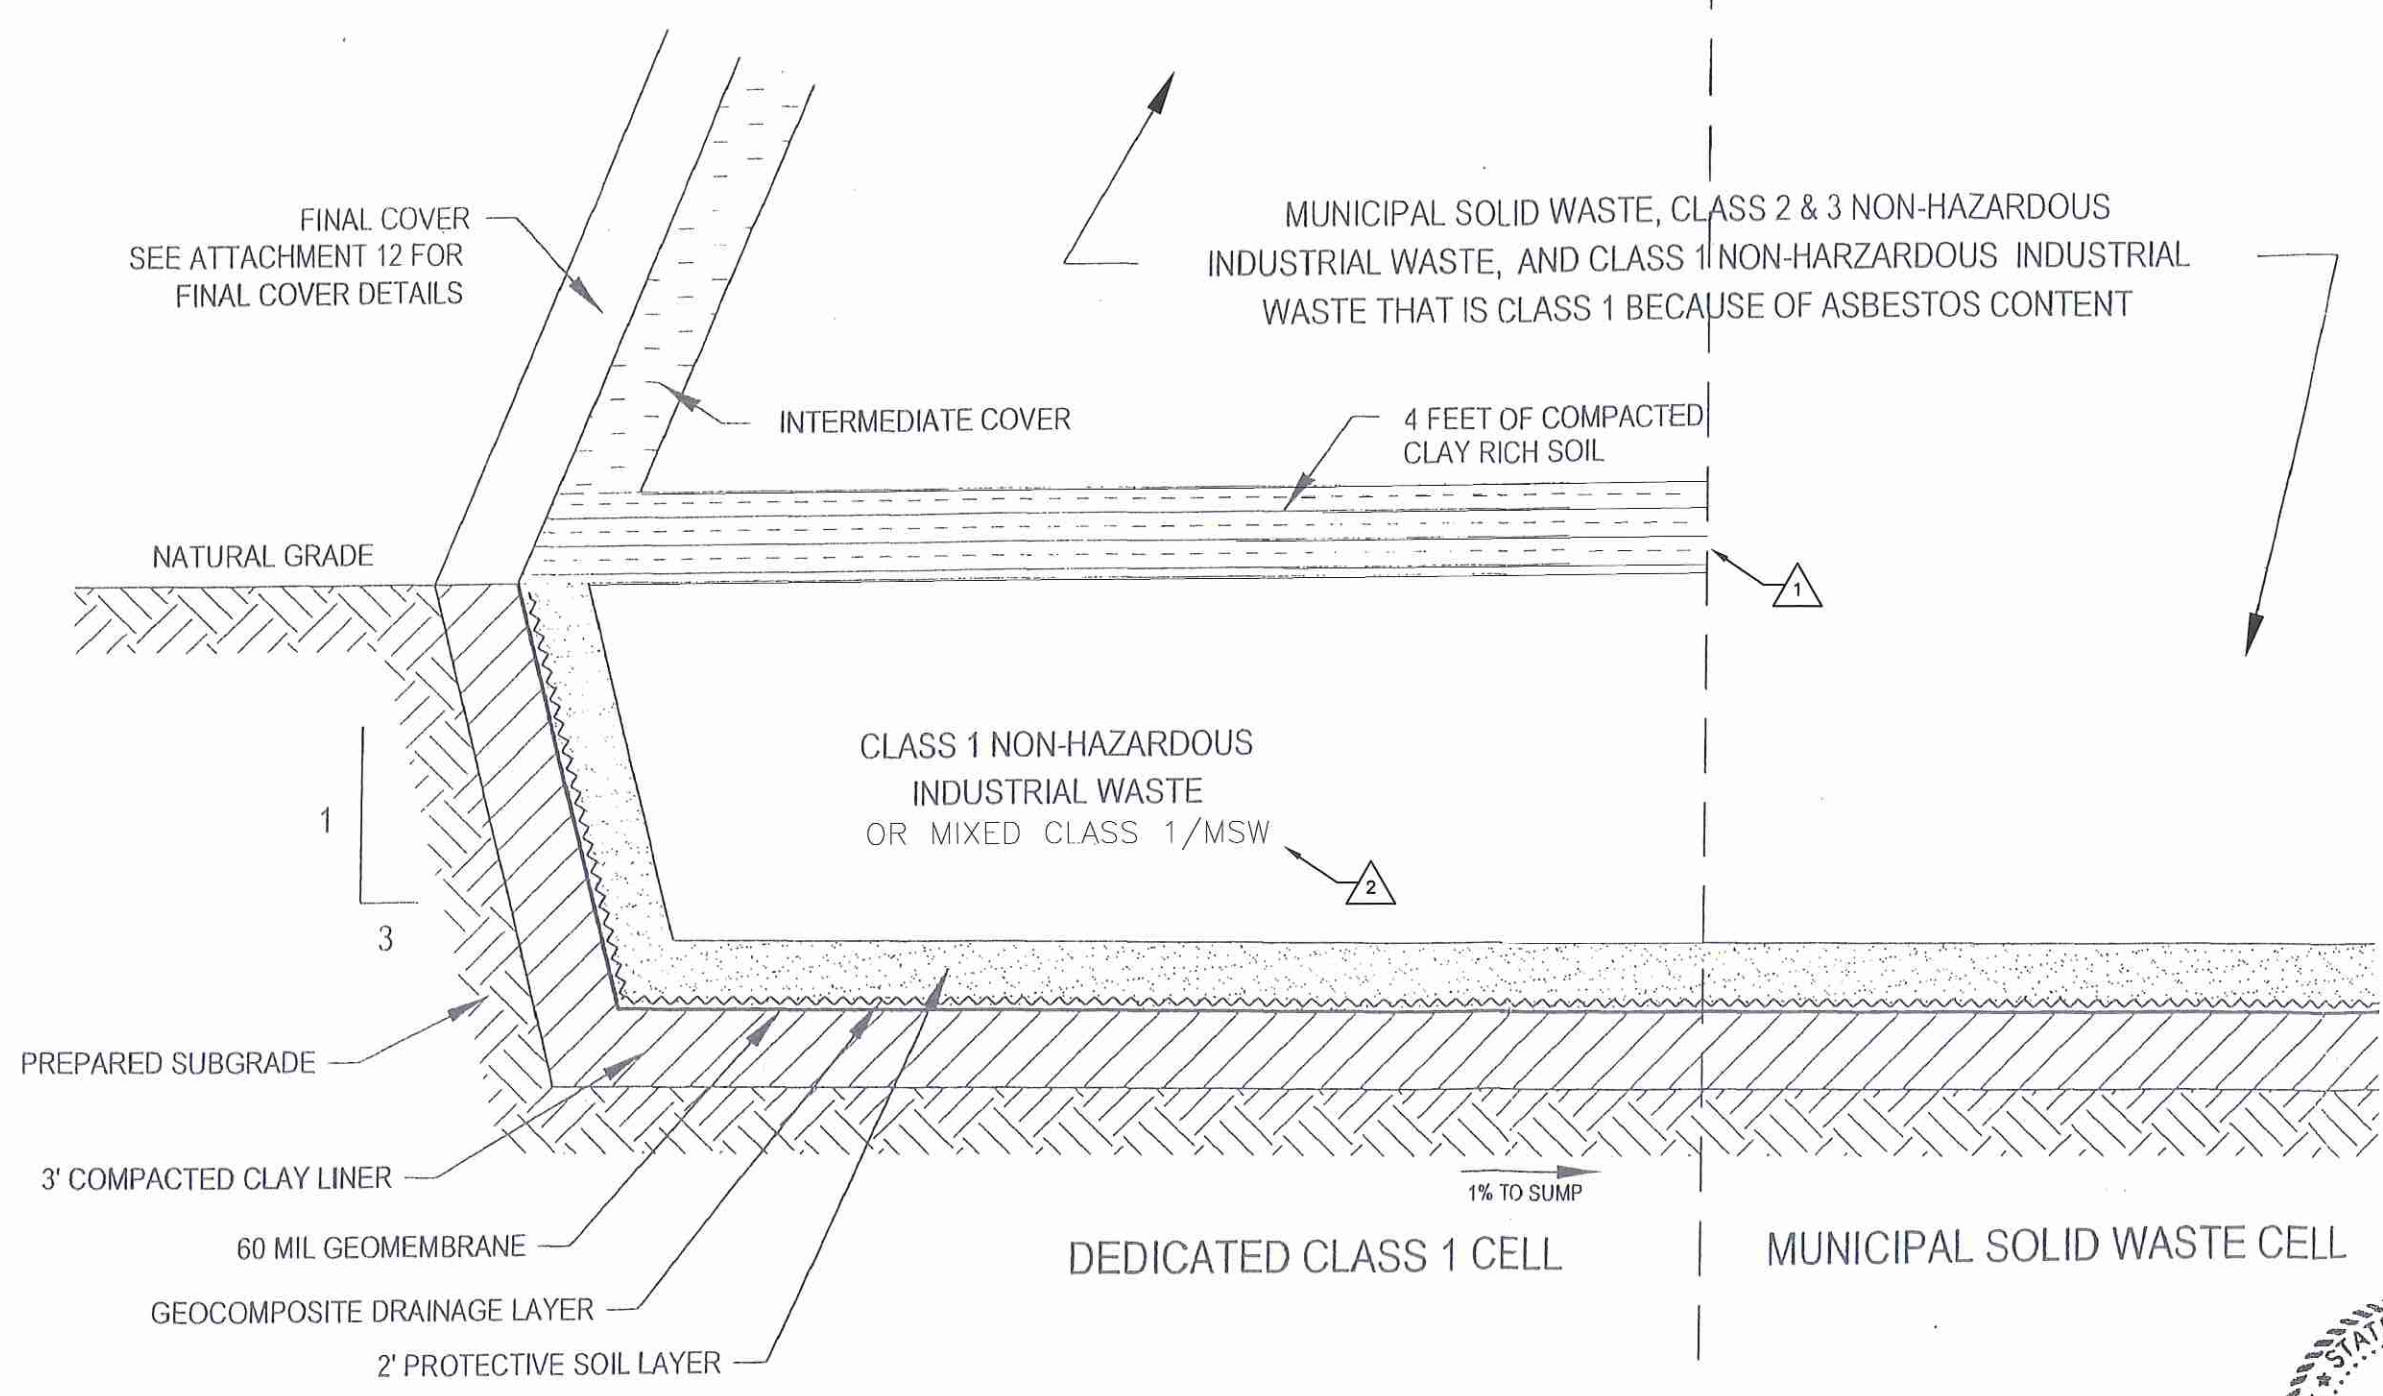 FINAL COVER
SEE ATTACHMENT 12 FOR
FINAL COVER DETAILS
MUNICIPAL SOLID WASTE, CLASS 2 & 3 NON-HAZARDOUS
INDUSTRIAL WASTE, AND CLASS 1 NON-HARZARDOUS INDUSTRIAL
WASTE THAT IS CLASS 1 BECAUSE OF ASBESTOS CONTENT
INTERMEDIATE COVER
4 FEET OF COMPACTED
CLAY RICH SOIL
NATURAL GRADE
1
CLASS 1 NON-HAZARDOUS
INDUSTRIAL WASTE
OR MIXED CLASS 1/MSW
2
1
3
PREPARED SUBGRADE
3' COMPACTED CLAY LINER
60 MIL GEOMEMBRANE
GEOCOMPOSITE DRAINAGE LAYER
2' PROTECTIVE SOIL LAYER
1% TO SUMP
DEDICATED CLASS 1 CELL
MUNICIPAL SOLID WASTE CELL